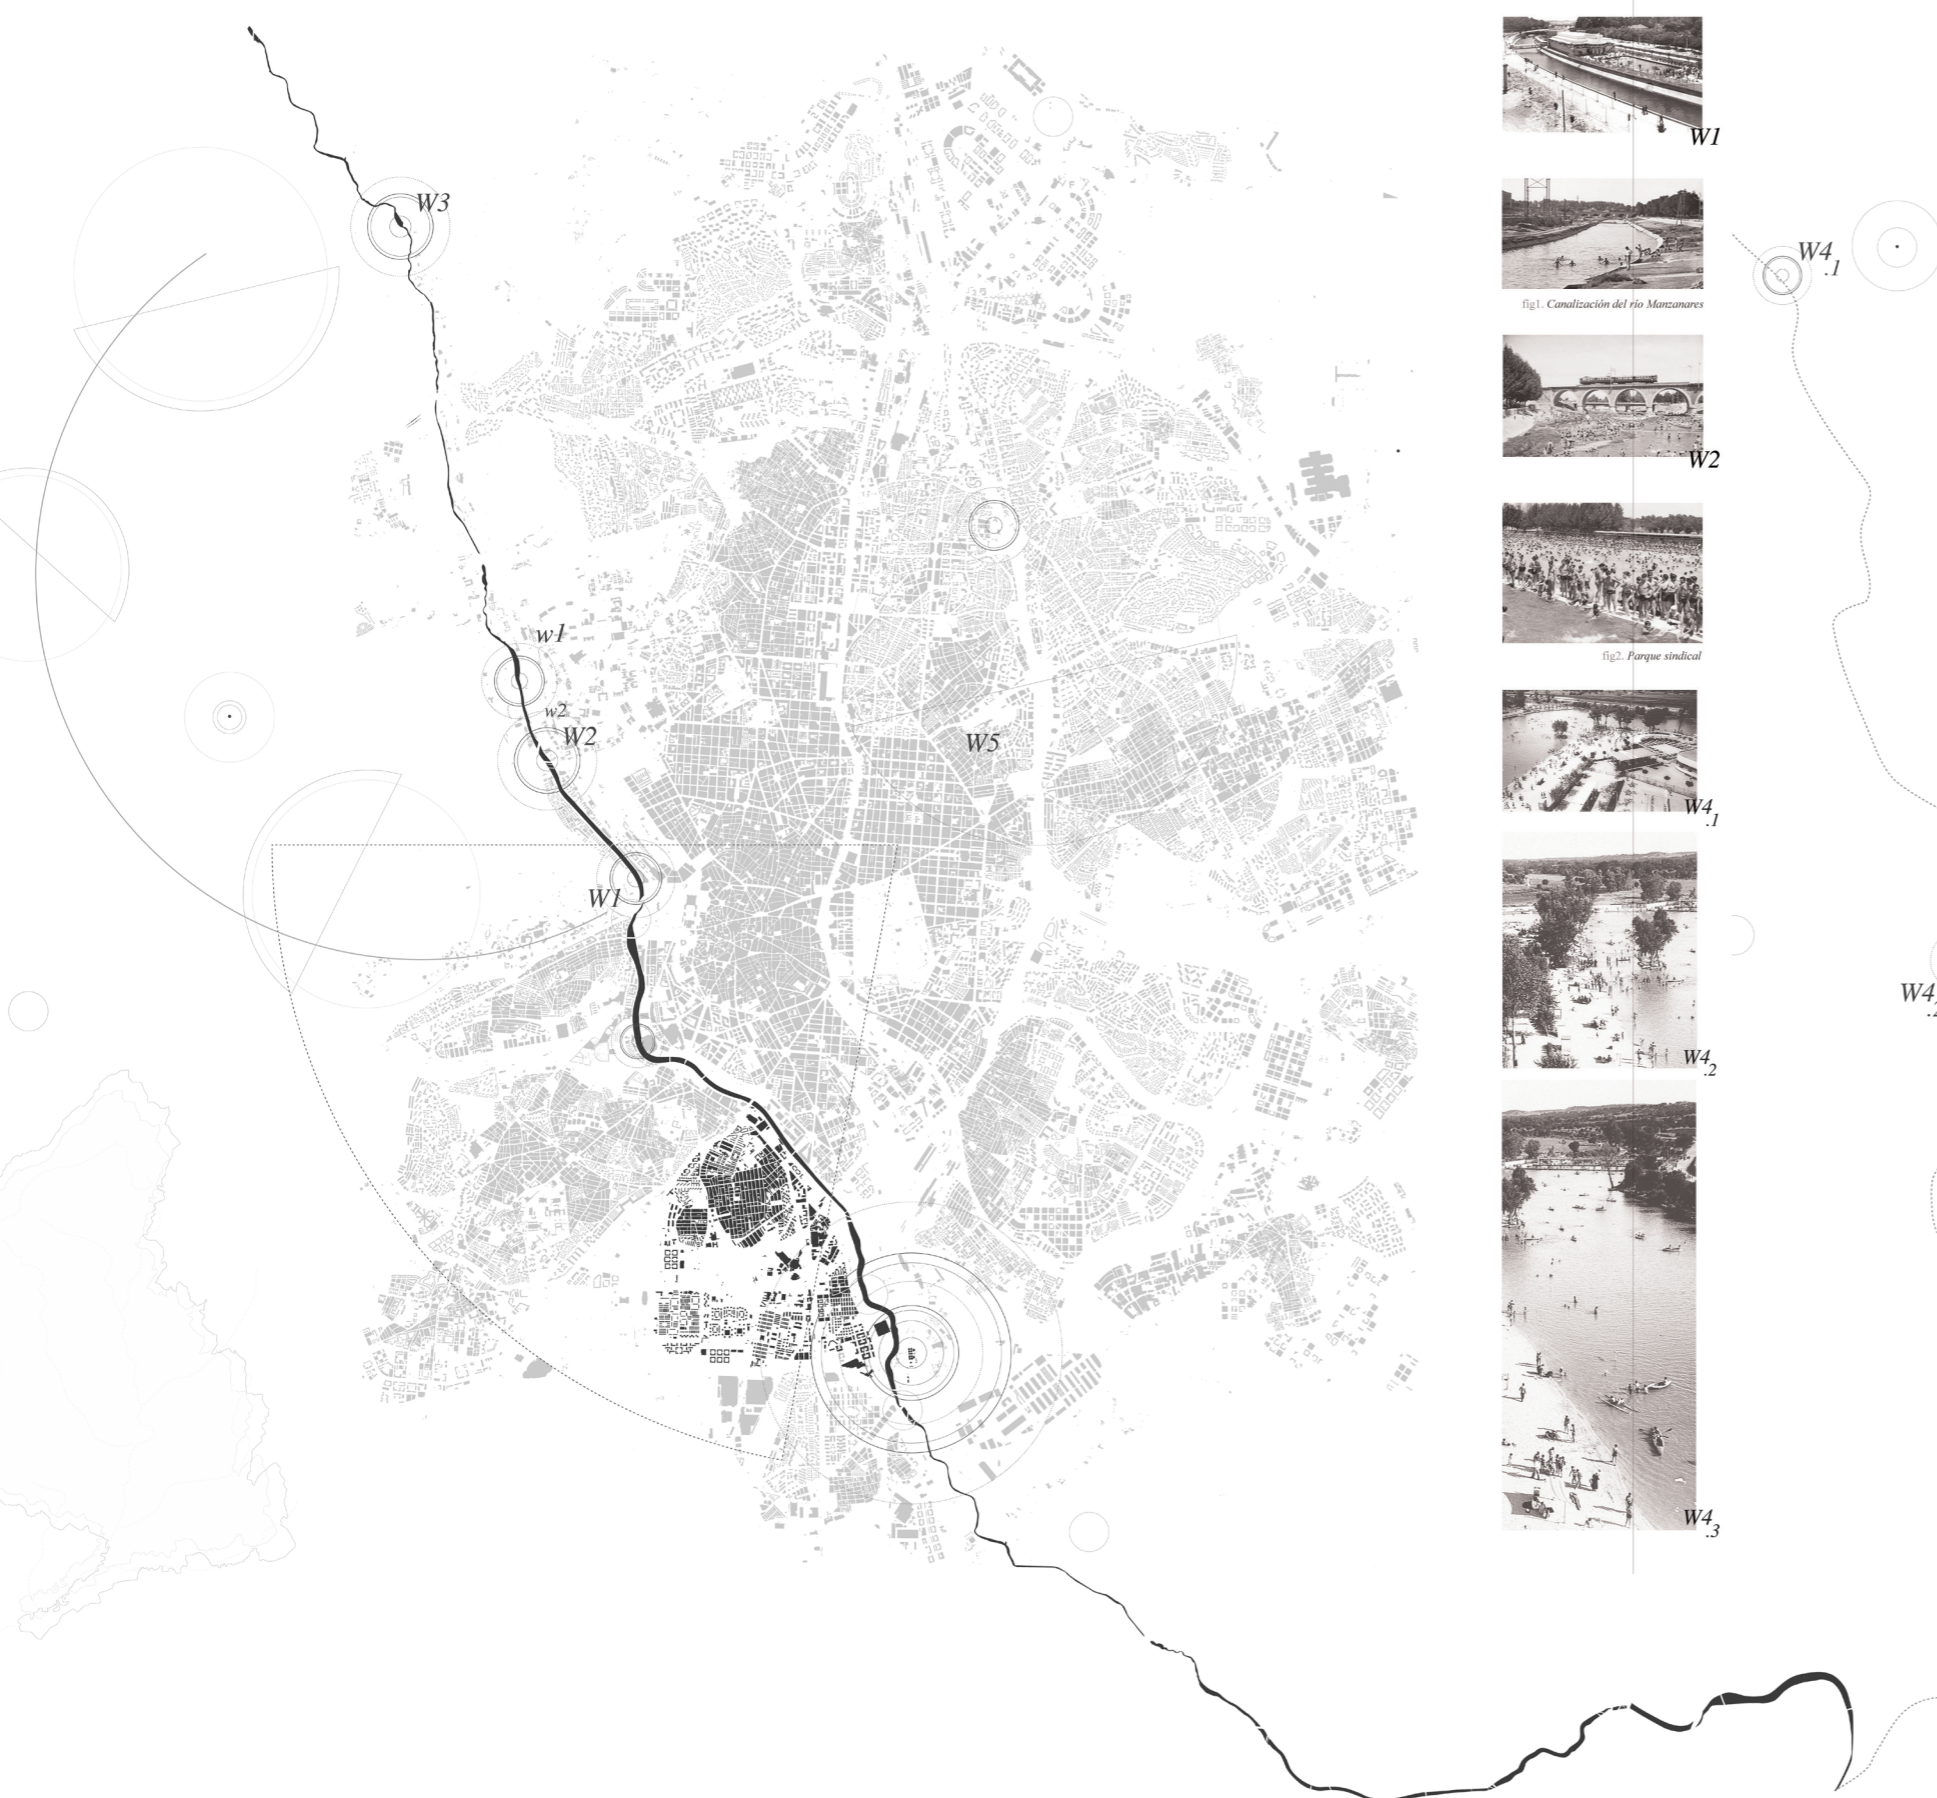 W3
w1
w2
W2
W1
W5
W1
fig1. Canalización del río Manzanares
W2
fig2. Parque sindical
W4
.1
W4
.2
W4
.3
W4
.1
W4